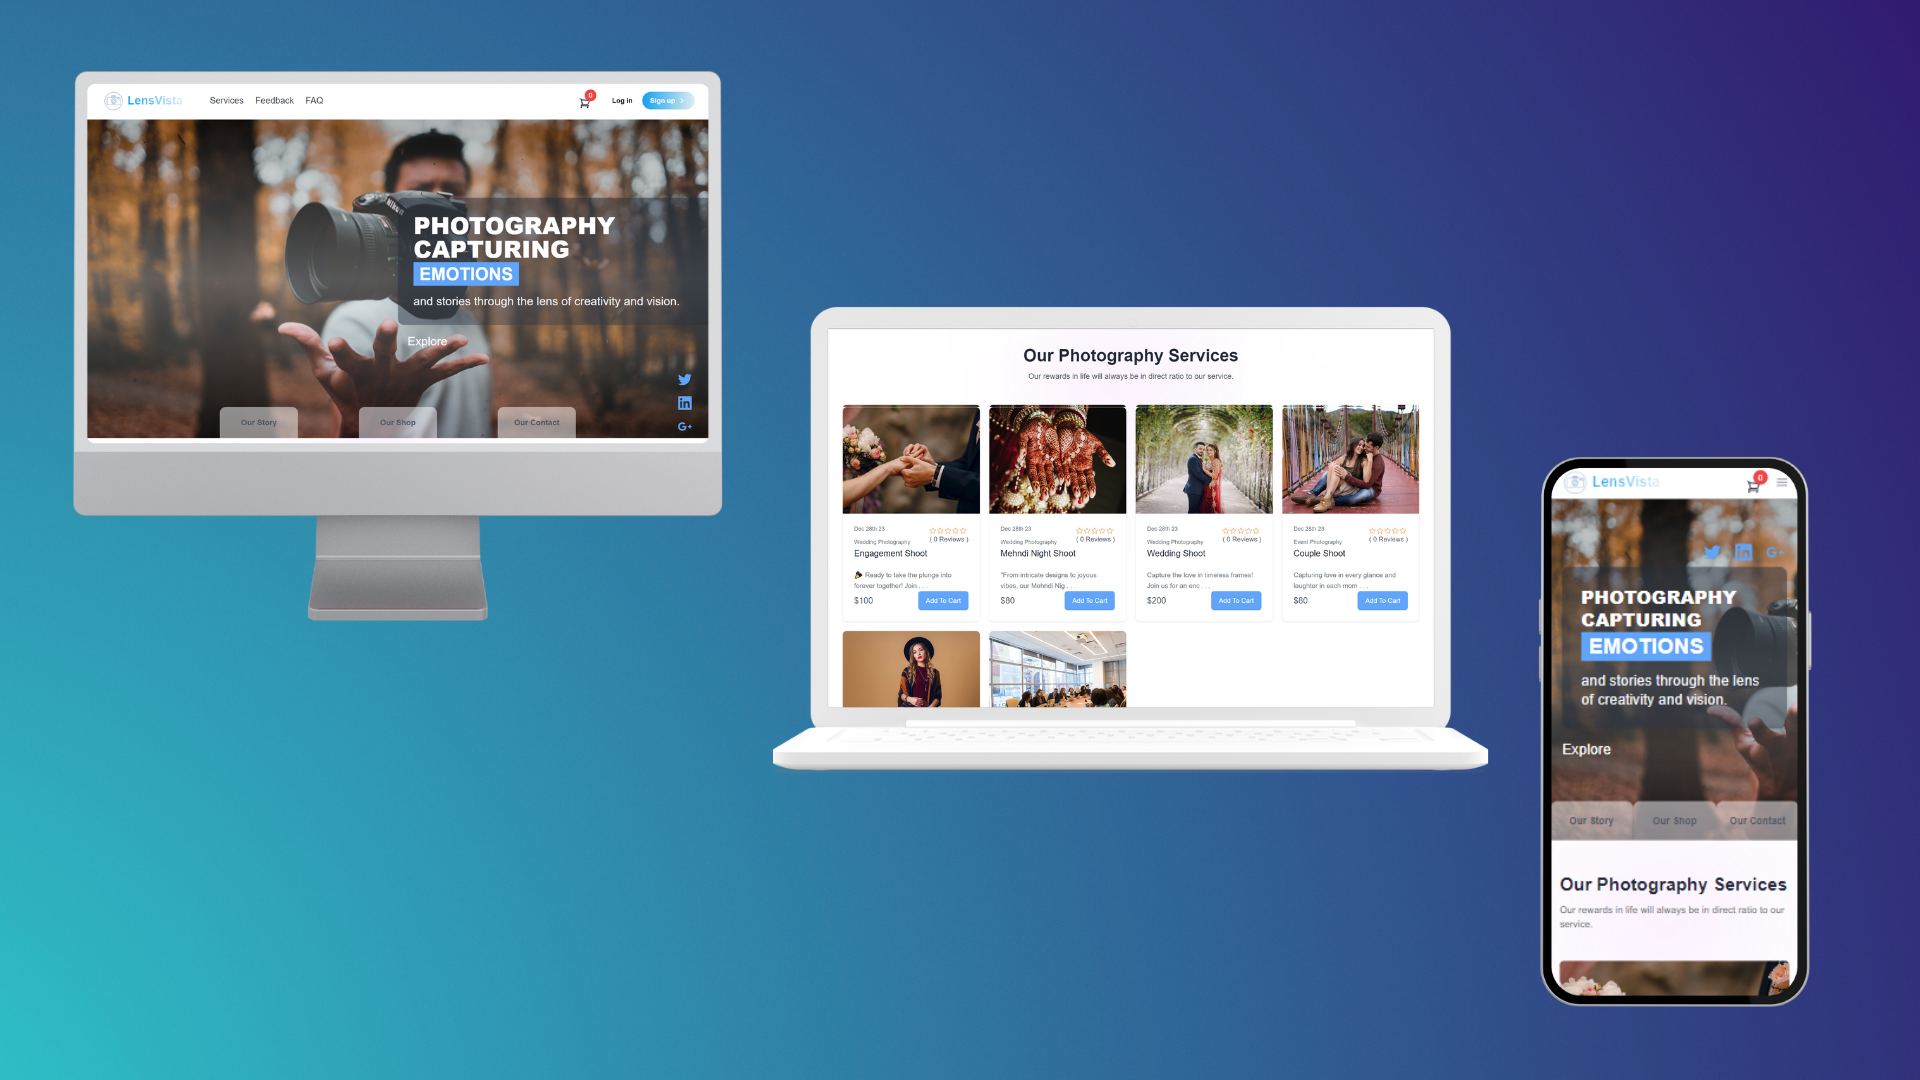 LensVista
Services Feedback FAQ
0
Log in
Sign up
Nikon
PHOTOGRAPHY
CAPTURING
EMOTIONS
and stories through the lens of creativity and vision.
Explore
Our Story
Our Shop
Our Contact
Our Photography Services
Our rewards in life will always be in direct ratio to our service.
Dec 28th 23
( 0 Reviews )
Wedding Photography
Engagement Shoot
Ready to take the plunge into
forever together! Join . . .
$100
Add To Cart
Dec 28th 23
( 0 Reviews )
Wedding Photography
Mehndi Night Shoot
"From intricate designs to joyous
vibes, our Mehndi Nig . . .
$80
Add To Cart
Dec 28th 23
( 0 Reviews )
Wedding Photography
Wedding Shoot
Capture the love in timeless frames!
Join us for an enc . . .
$200
Add To Cart
Dec 28th 23
( 0 Reviews )
Event Photography
Couple Shoot
Capturing love in every glance and
laughter in each mom . . .
$80
Add To Cart
LensVista
0
PHOTOGRAPHY
CAPTURING
EMOTIONS
and stories through the lens
of creativity and vision.
Explore
Our Story
Our Shop
Our Contact
Our Photography Services
Our rewards in life will always be in direct ratio to our
service.